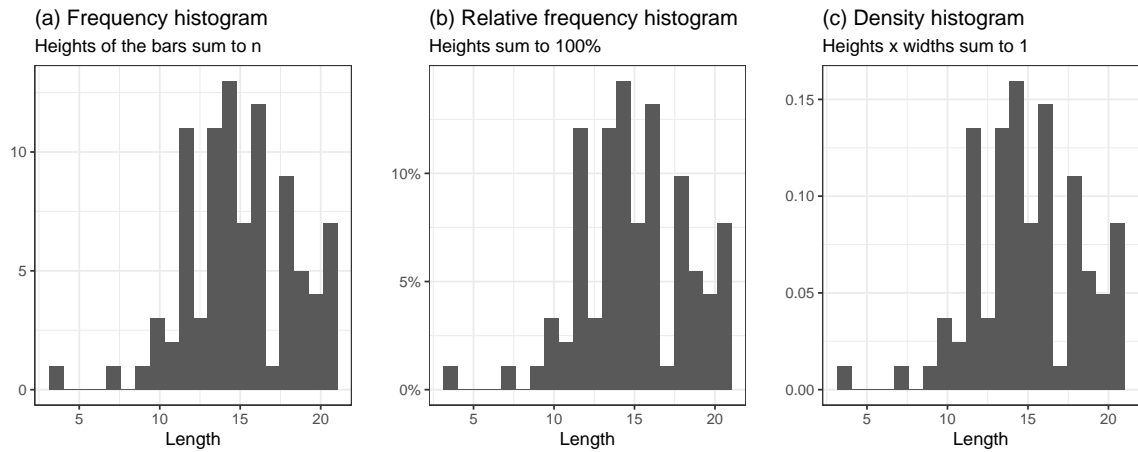 (a) Frequency histogram
Heights of the bars sum to n
10
5
0
5 10 15 20
Length
(b) Relative frequency histogram
Heights sum to 100%
10%
5%
0%
5 10 15 20
Length
(c) Density histogram
Heights x widths sum to 1
0.15
0.10
0.05
0.00
5 10 15 20
Length